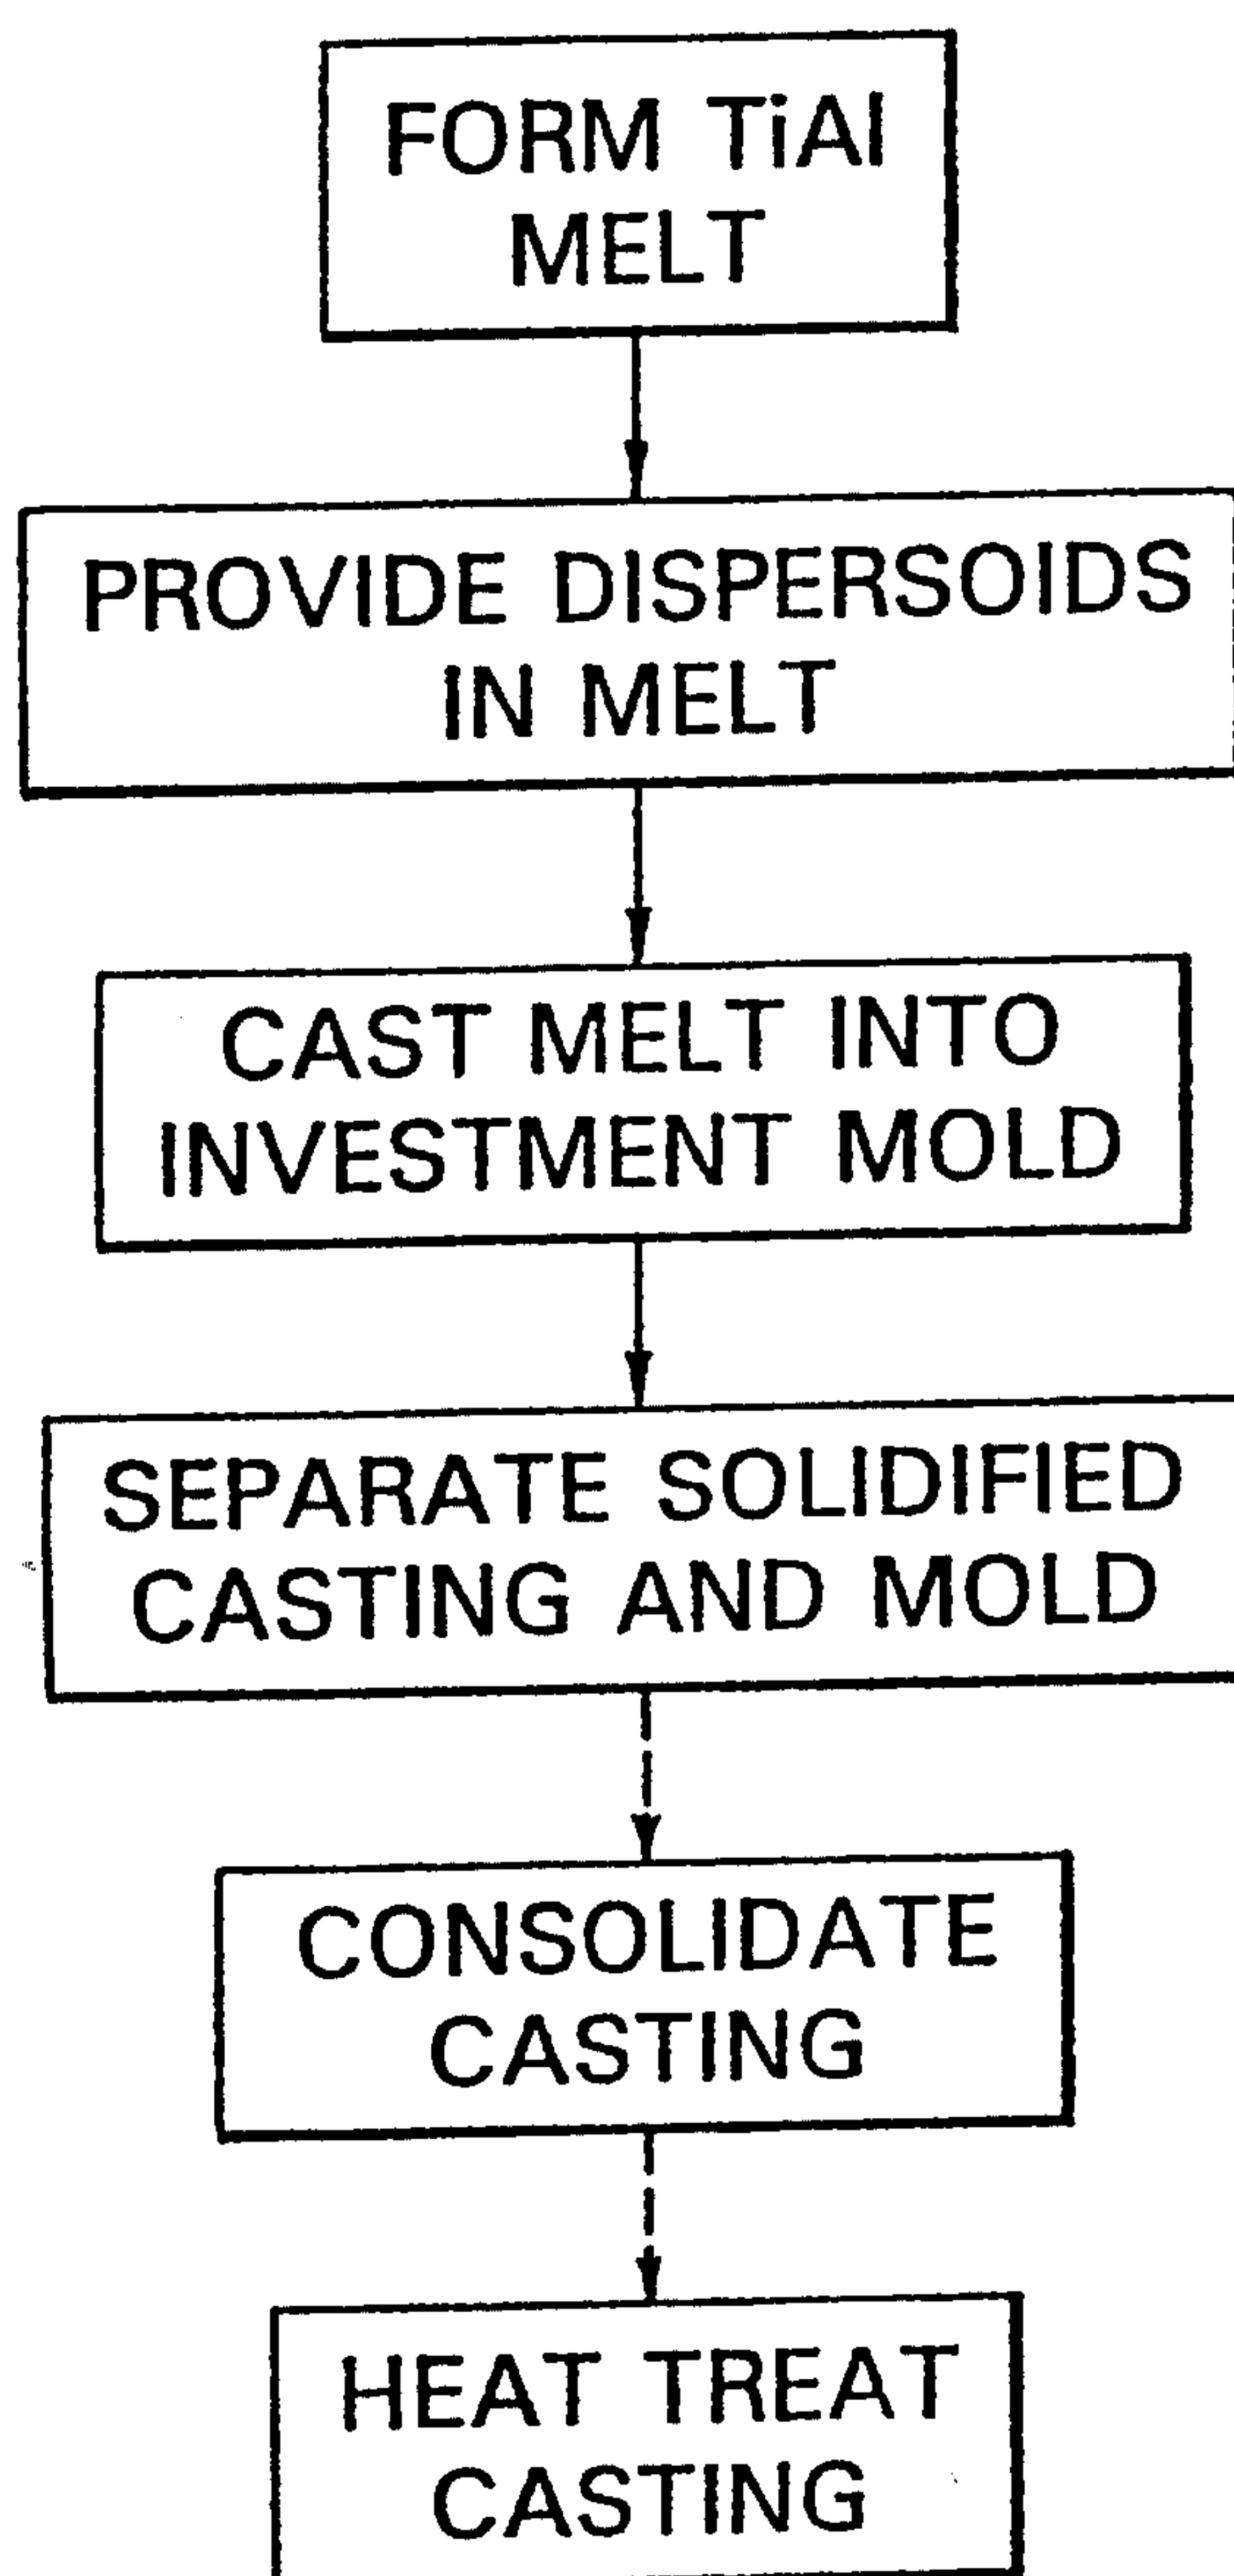 FORM TiAl
MELT
PROVIDE DISPERSOIDS
IN MELT
CAST MELT INTO
INVESTMENT MOLD
SEPARATE SOLIDIFIED
CASTING AND MOLD
CONSOLIDATE
CASTING
HEAT TREAT
CASTING